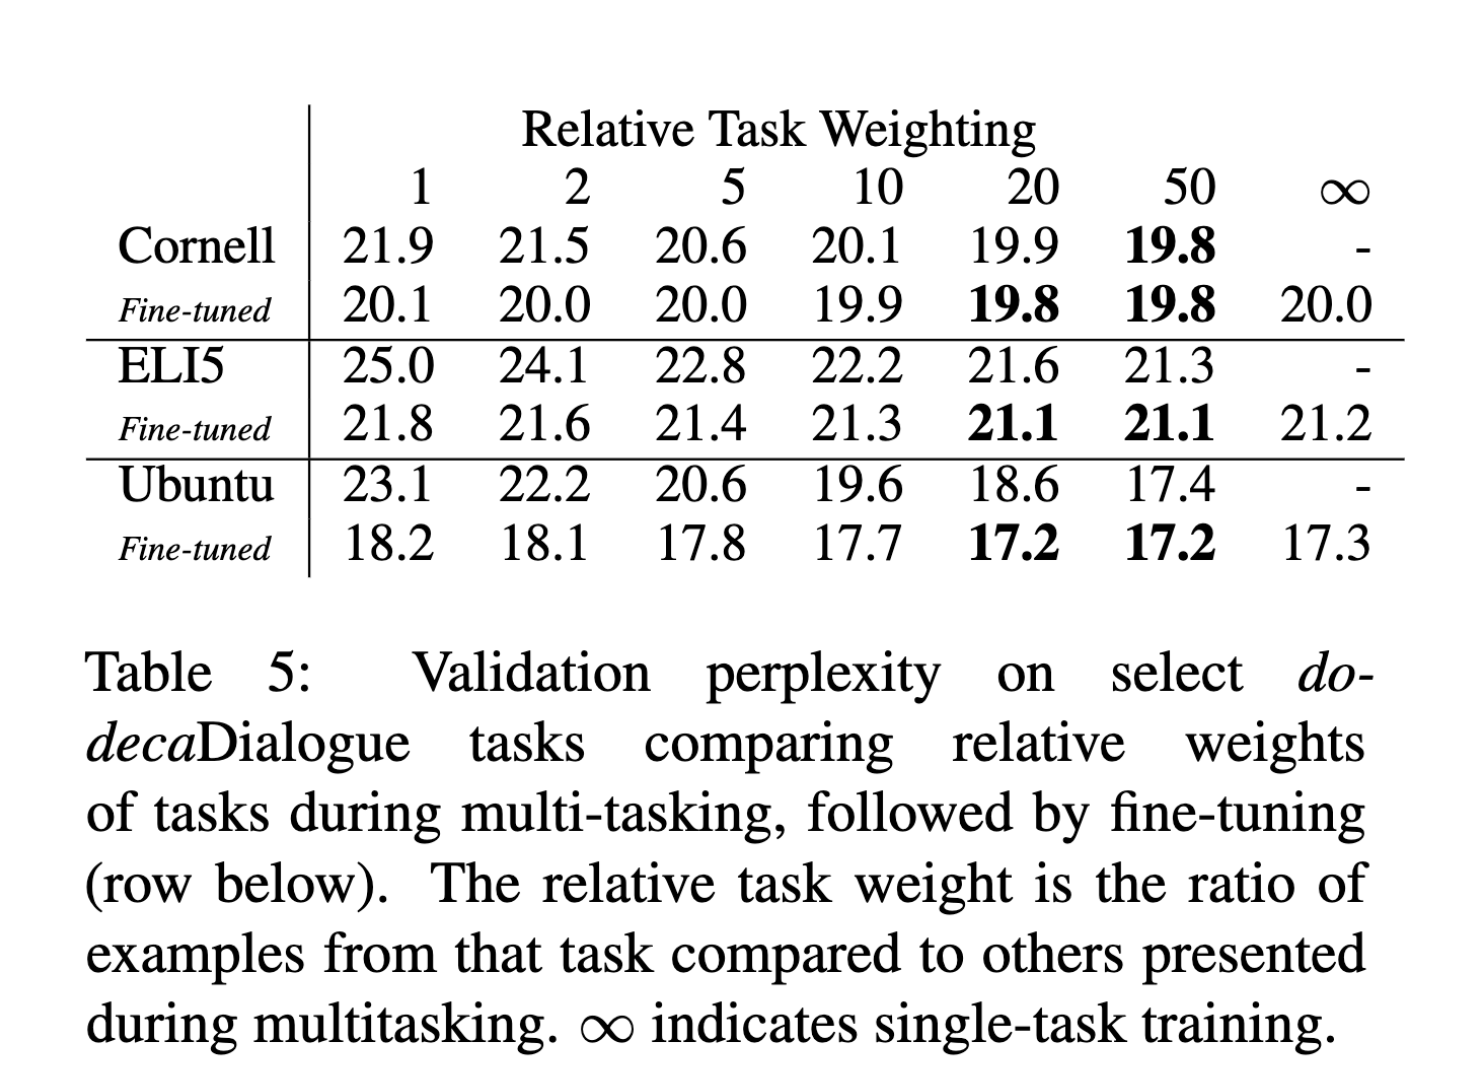 Relative Task Weighting
1 2 5 10 20 50 ∞
Cornell 21.9 21.5 20.6 20.1 19.9 19.8 -
Fine-tuned 20.1 20.0 20.0 19.9 19.8 19.8 20.0
ELI5 25.0 24.1 22.8 22.2 21.6 21.3 -
Fine-tuned 21.8 21.6 21.4 21.3 21.1 21.1 21.2
Ubuntu 23.1 22.2 20.6 19.6 18.6 17.4 -
Fine-tuned 18.2 18.1 17.8 17.7 17.2 17.2 17.3
Table 5: Validation perplexity on select do-
decaDialogue tasks comparing relative weights
of tasks during multi-tasking, followed by fine-tuning
(row below). The relative task weight is the ratio of
examples from that task compared to others presented
during multitasking. ∞ indicates single-task training.